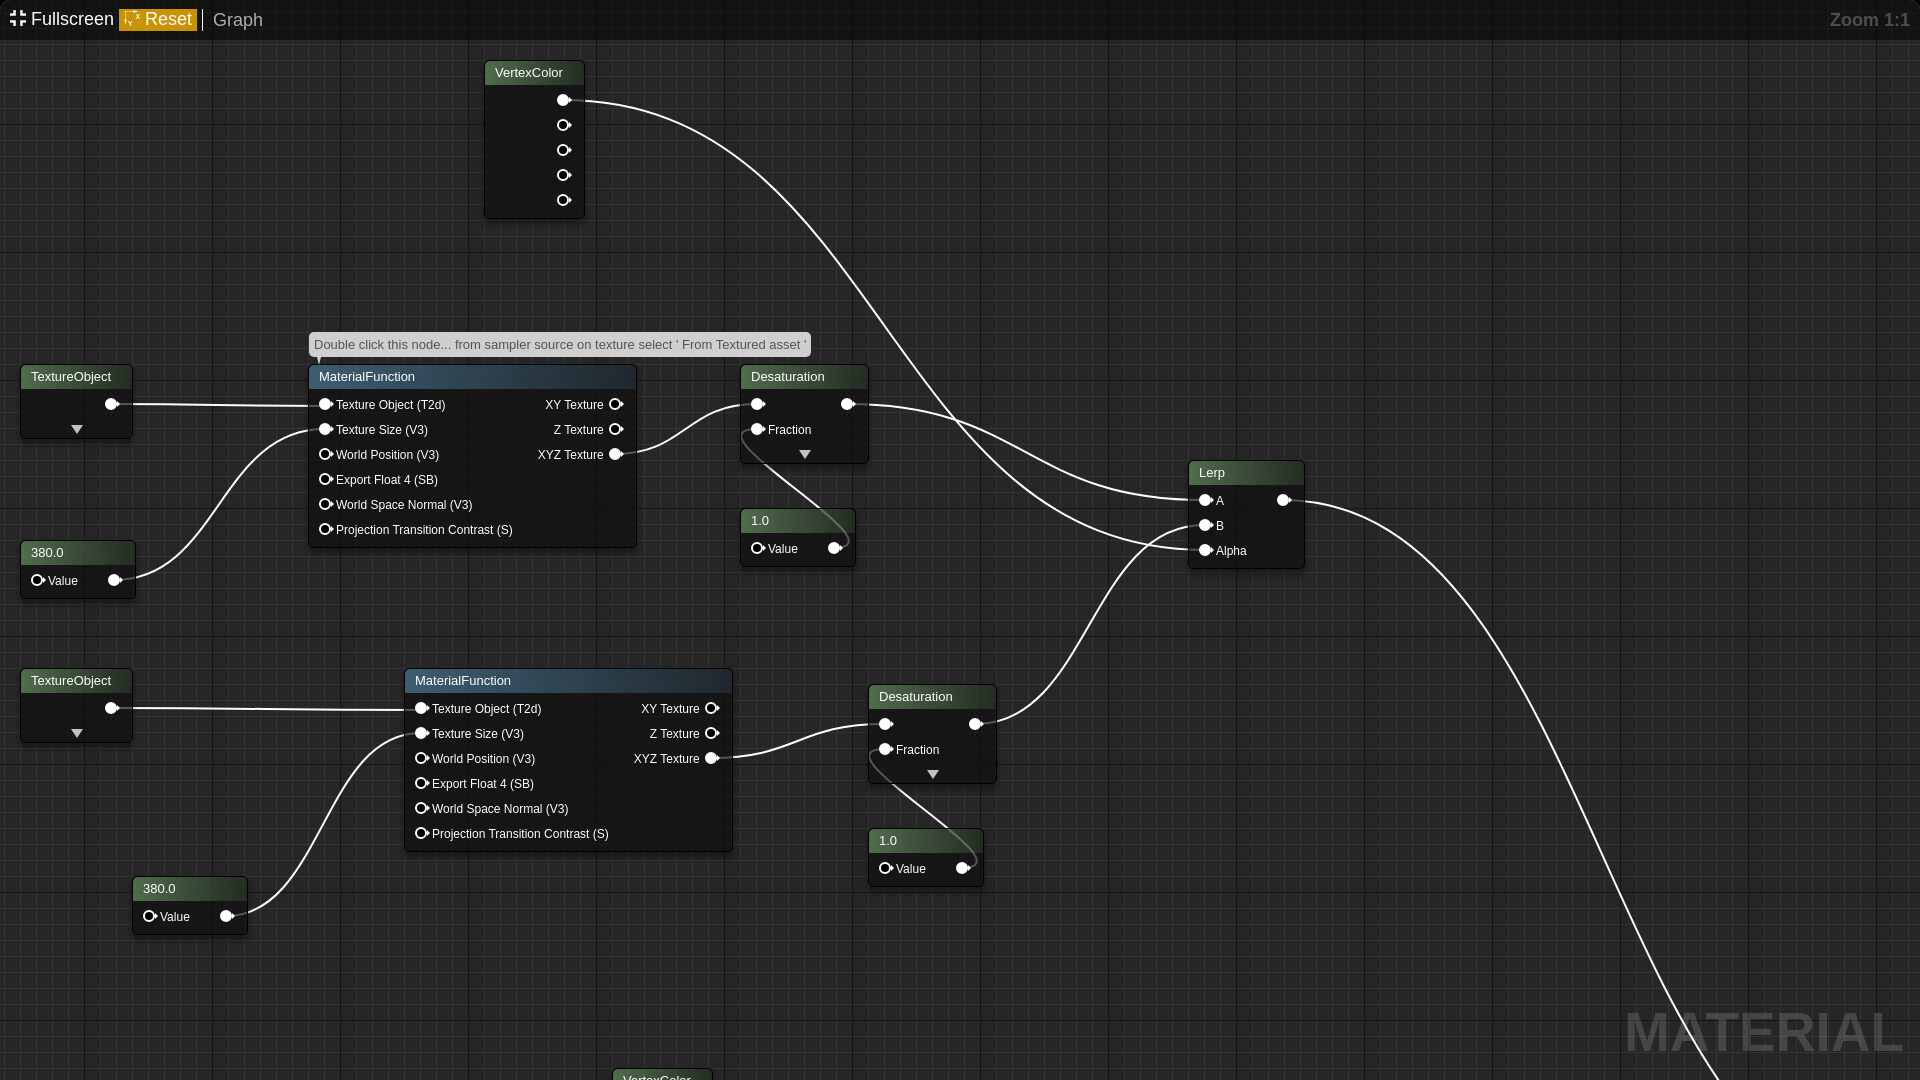 Fullscreen Reset Graph Zoom 1:1
VertexColor
Double click this node... from sampler source on texture select ' From Textured asset '
TextureObject
MaterialFunction
Texture Object (T2d) XY Texture
Texture Size (V3) Z Texture
World Position (V3) XYZ Texture
Export Float 4 (SB)
World Space Normal (V3)
Projection Transition Contrast (S)
Desaturation
Fraction
Lerp
A
B
Alpha
1.0
Value
380.0
Value
TextureObject
MaterialFunction
Texture Object (T2d) XY Texture
Texture Size (V3) Z Texture
World Position (V3) XYZ Texture
Export Float 4 (SB)
World Space Normal (V3)
Projection Transition Contrast (S)
Desaturation
Fraction
1.0
Value
380.0
Value
MATERIAL
VertexColor